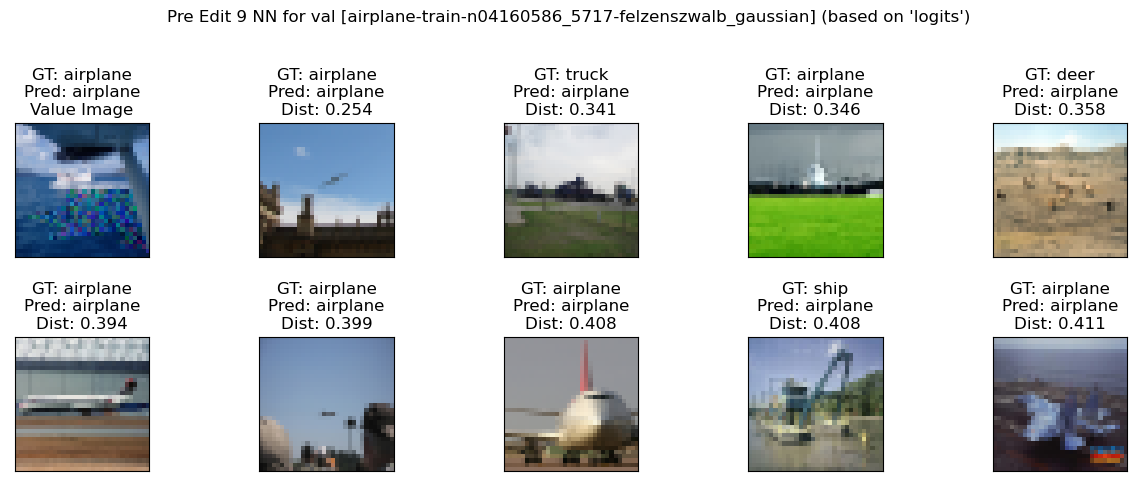 Pre Edit 9 NN for val [airplane-train-n04160586_5717-felzenszwalb_gaussian] (based on 'logits')
GT: airplane
Pred: airplane
Value Image
GT: airplane
Pred: airplane
Dist: 0.254
GT: truck
Pred: airplane
Dist: 0.341
GT: airplane
Pred: airplane
Dist: 0.346
GT: deer
Pred: airplane
Dist: 0.358
GT: airplane
Pred: airplane
Dist: 0.394
GT: airplane
Pred: airplane
Dist: 0.399
GT: airplane
Pred: airplane
Dist: 0.408
GT: ship
Pred: airplane
Dist: 0.408
GT: airplane
Pred: airplane
Dist: 0.411